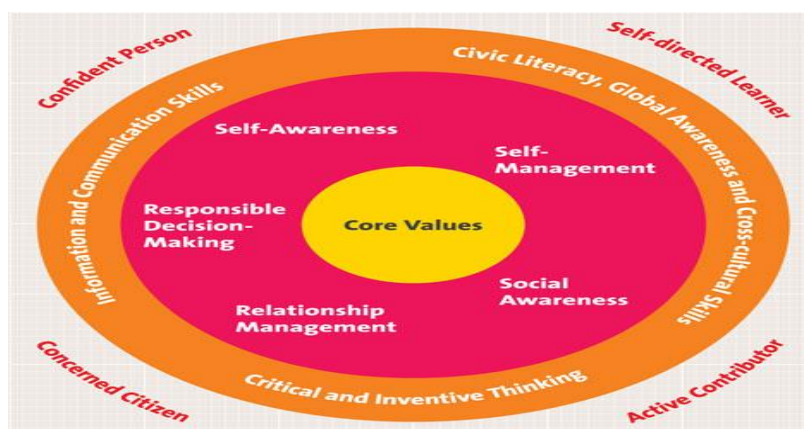 Confident Person
Self-directed Learner
Information and Communication Skills
Civic Literacy, Global Awareness and Cross-cultural Skills
Self-Awareness
Self-
Management
Responsible
Decision-
Making
Core Values
Social
Awareness
Relationship
Management
Critical and Inventive Thinking
Concerned Citizen
Active Contributor